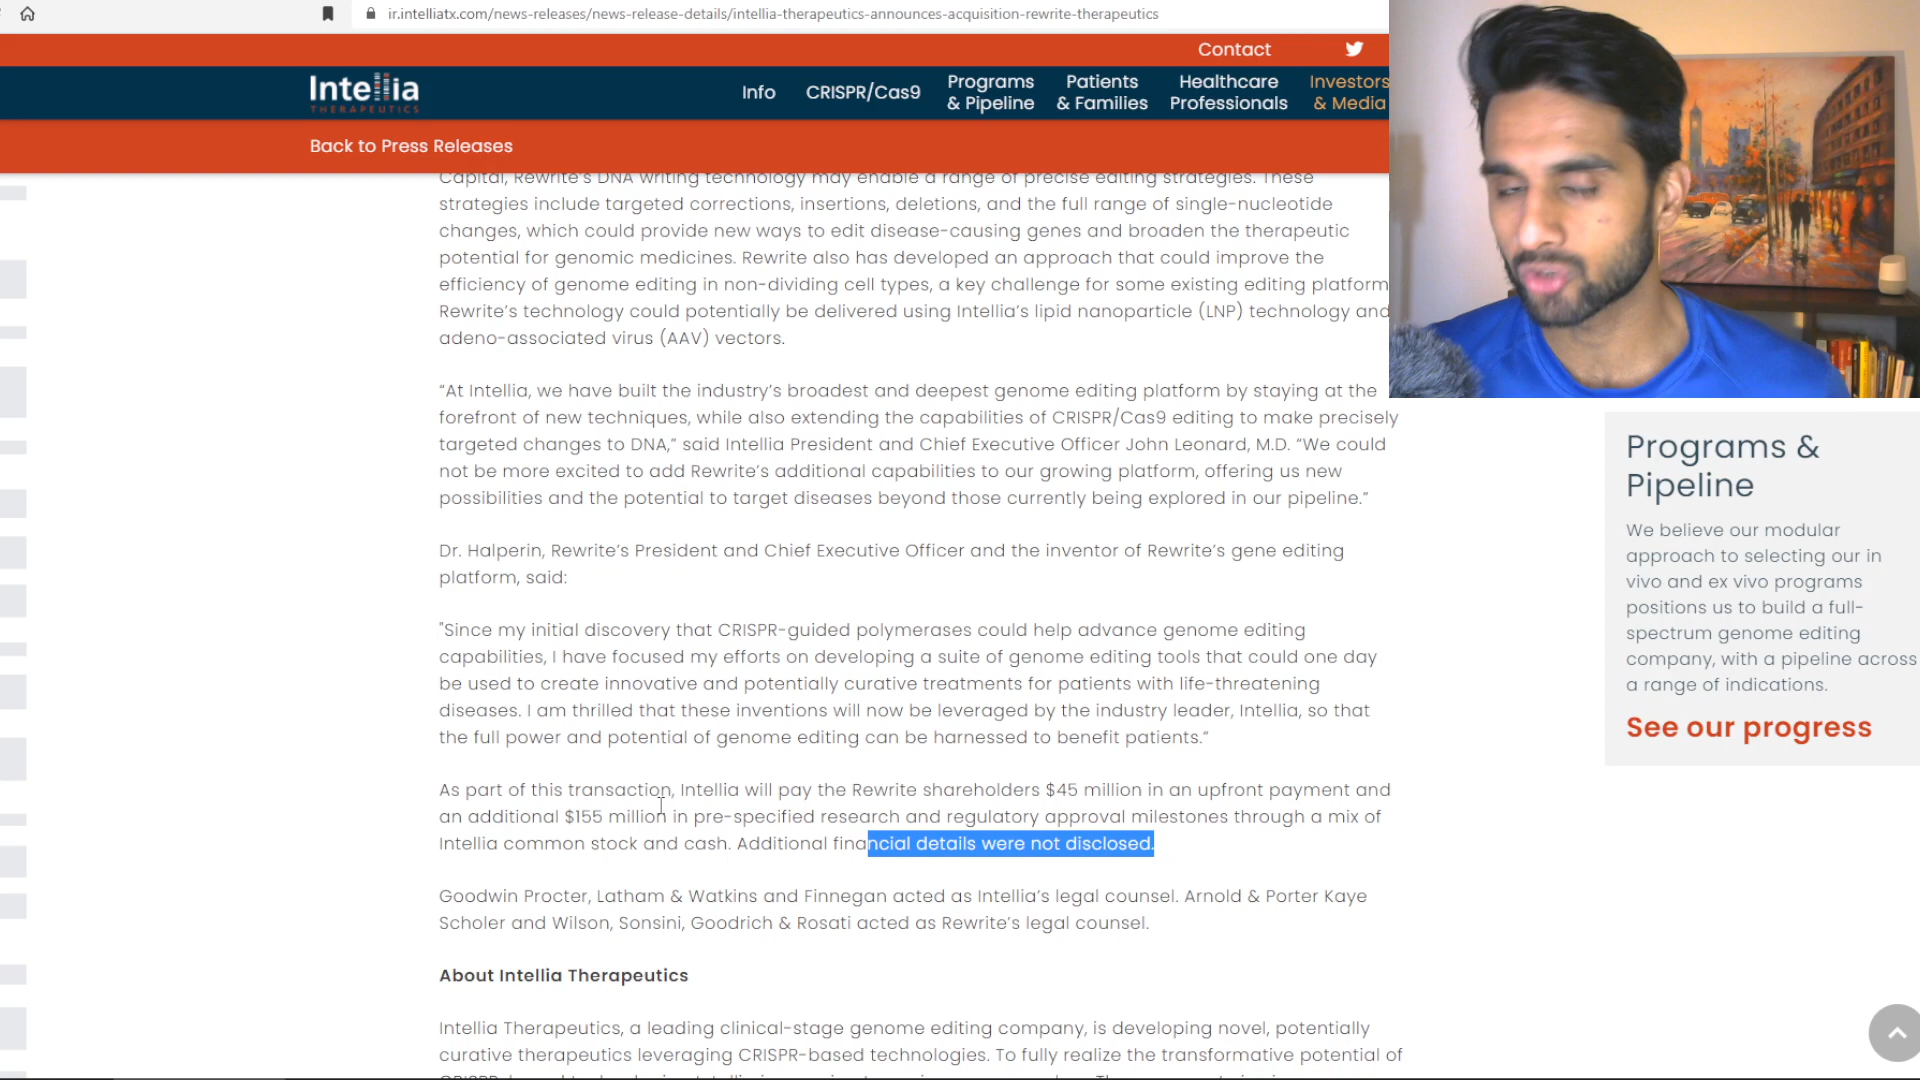 ir.intelliatx.com/news-releases/news-release-details/intellia-therapeutics-announces-acquisition-rewrite-therapeutics
Contact
Intellia
THERAPEUTICS
Info
CRISPR/Cas9
Programs
& Pipeline
Patients
& Families
Healthcare
Professionals
Investors
& Media
Back to Press Releases
Capital, Rewrite's DNA writing technology may enable a range of precise editing strategies. These
strategies include targeted corrections, insertions, deletions, and the full range of single-nucleotide
changes, which could provide new ways to edit disease-causing genes and broaden the therapeutic
potential for genomic medicines. Rewrite also has developed an approach that could improve the
efficiency of genome editing in non-dividing cell types, a key challenge for some existing editing platform
Rewrite's technology could potentially be delivered using Intellia's lipid nanoparticle (LNP) technology and
adeno-associated virus (AAV) vectors.
“At Intellia, we have built the industry's broadest and deepest genome editing platform by staying at the
forefront of new techniques, while also extending the capabilities of CRISPR/Cas9 editing to make precisely
targeted changes to DNA,” said Intellia President and Chief Executive Officer John Leonard, M.D. “We could
not be more excited to add Rewrite's additional capabilities to our growing platform, offering us new
possibilities and the potential to target diseases beyond those currently being explored in our pipeline.”
Dr. Halperin, Rewrite's President and Chief Executive Officer and the inventor of Rewrite's gene editing
platform, said:
"Since my initial discovery that CRISPR-guided polymerases could help advance genome editing
capabilities, I have focused my efforts on developing a suite of genome editing tools that could one day
be used to create innovative and potentially curative treatments for patients with life-threatening
diseases. I am thrilled that these inventions will now be leveraged by the industry leader, Intellia, so that
the full power and potential of genome editing can be harnessed to benefit patients.”
As part of this transaction, Intellia will pay the Rewrite shareholders $45 million in an upfront payment and
an additional $155 million in pre-specified research and regulatory approval milestones through a mix of
Intellia common stock and cash. Additional financial details were not disclosed.
Goodwin Procter, Latham & Watkins and Finnegan acted as Intellia's legal counsel. Arnold & Porter Kaye
Scholer and Wilson, Sonsini, Goodrich & Rosati acted as Rewrite's legal counsel.
About Intellia Therapeutics
Intellia Therapeutics, a leading clinical-stage genome editing company, is developing novel, potentially
curative therapeutics leveraging CRISPR-based technologies. To fully realize the transformative potential of
Programs &
Pipeline
We believe our modular
approach to selecting our in
vivo and ex vivo programs
positions us to build a full-
spectrum genome editing
company, with a pipeline across
a range of indications.
See our progress